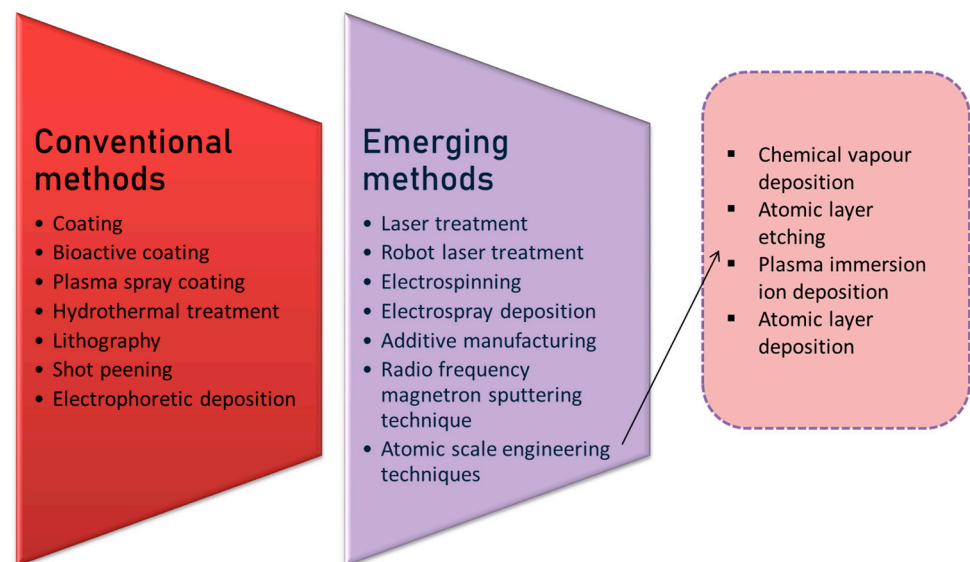 Conventional
methods
• Coating
• Bioactive coating
• Plasma spray coating
• Hydrothermal treatment
• Lithography
• Shot peening
• Electrophoretic deposition
Emerging
methods
• Laser treatment
• Robot laser treatment
• Electrospinning
• Electrospray deposition
• Additive manufacturing
• Radio frequency
magnetron sputtering
technique
• Atomic scale engineering
techniques
▪ Chemical vapour
deposition
▪ Atomic layer
etching
▪ Plasma immersion
ion deposition
▪ Atomic layer
deposition